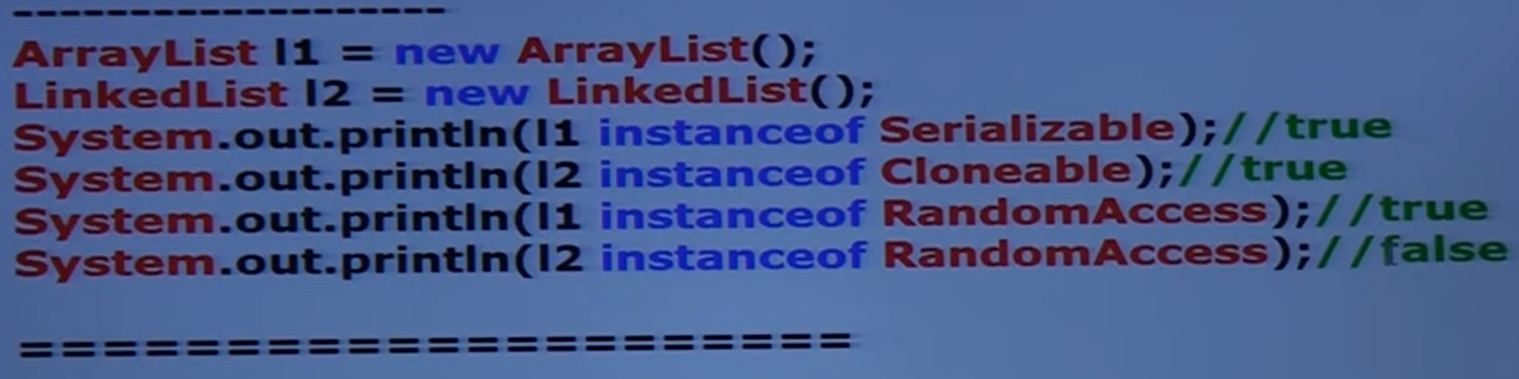 --------------------
ArrayList l1 = new ArrayList();
LinkedList l2 = new LinkedList();
System.out.println(l1 instanceof Serializable);//true
System.out.println(l2 instanceof Cloneable);//true
System.out.println(l1 instanceof RandomAccess);//true
System.out.println(l2 instanceof RandomAccess);//false
=====================